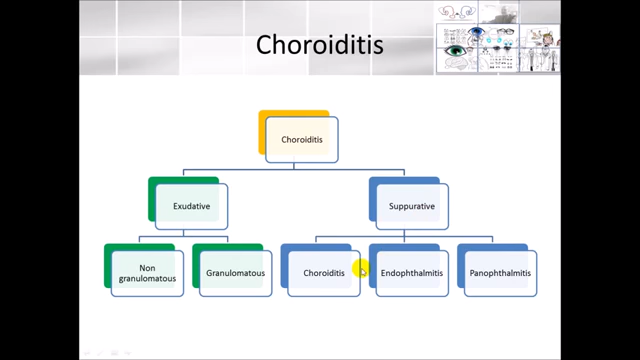 Choroiditis
Choroiditis
Exudative
Suppurative
Non
granulomatous
Granulomatous
Choroiditis
Endophthalmitis
Panophthalmitis